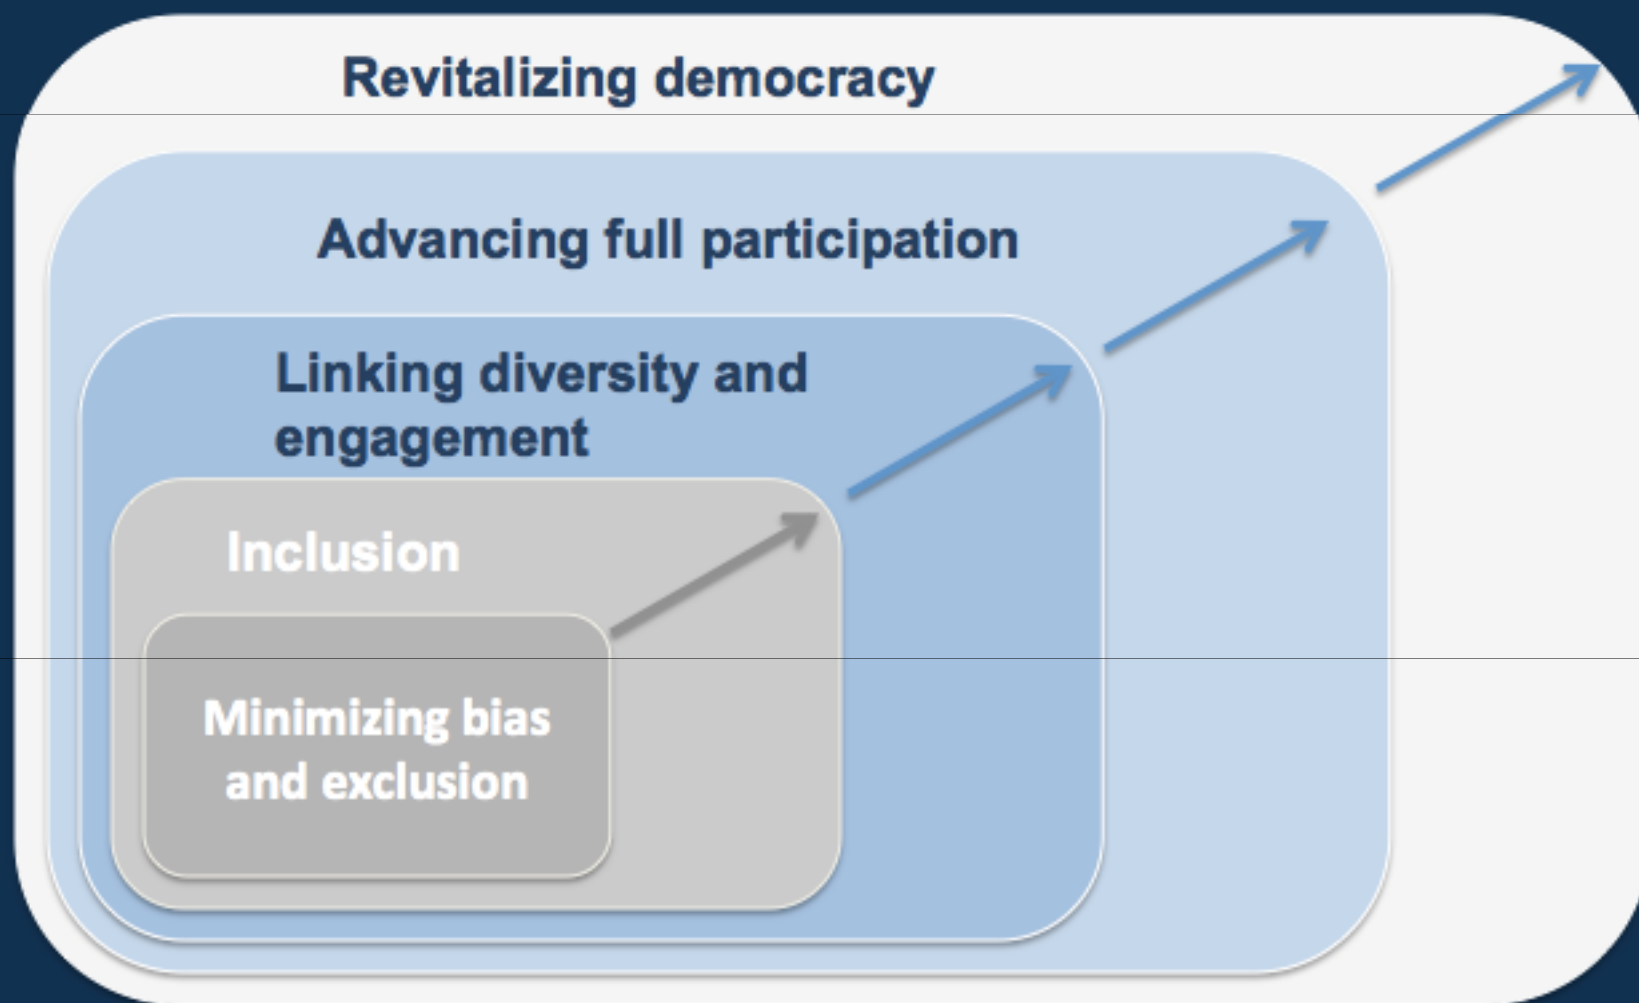 Revitalizing democracy
Advancing full participation
Linking diversity and
engagement
Inclusion
Minimizing bias
and exclusion